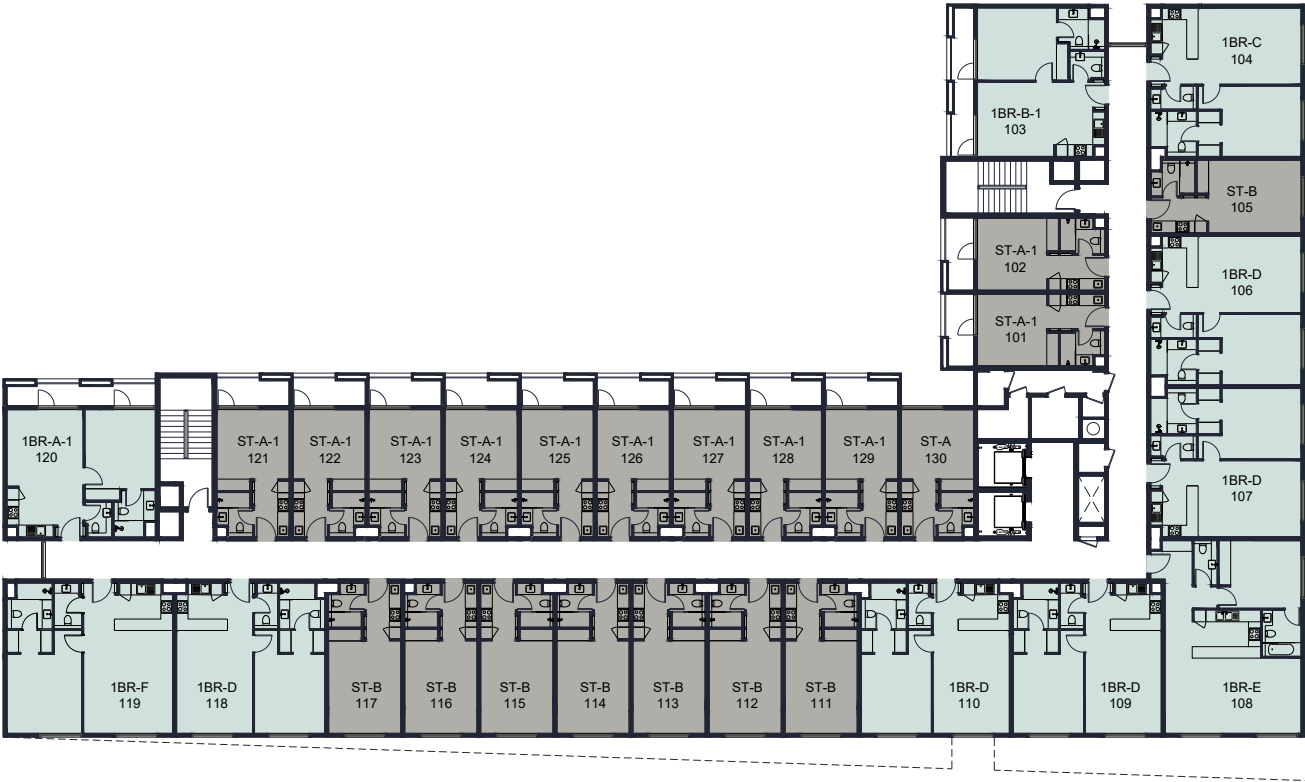 1BR-C
104
1BR-B-1
103
ST-B
105
ST-A-1
102
1BR-D
106
ST-A-1
101
1BR-A-1
120
ST-A-1
121
ST-A-1
122
ST-A-1
123
ST-A-1
124
ST-A-1
125
ST-A-1
126
ST-A-1
127
ST-A-1
128
ST-A-1
129
ST-A
130
1BR-D
107
1BR-F
119
1BR-D
118
ST-B
117
ST-B
116
ST-B
115
ST-B
114
ST-B
113
ST-B
112
ST-B
111
1BR-D
110
1BR-D
109
1BR-E
108